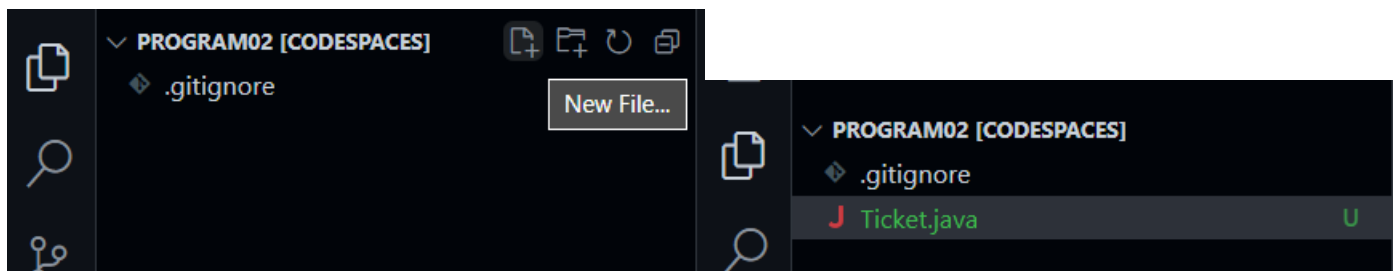 PROGRAM02 [CODESPACES]
.gitignore
New File...
PROGRAM02 [CODESPACES]
.gitignore
J Ticket.java U